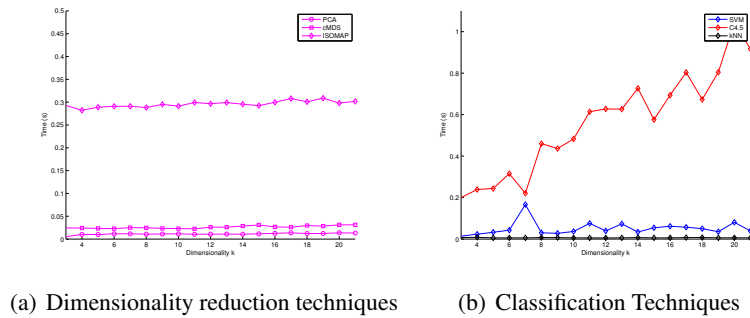 0.5
0.45
0.4
0.35
0.3
0.25
0.2
0.15
0.1
0.05
0
Time (s)
4 6 8 10 12 14 16 18 20
Dimensionality k
PCA
cMDS
ISOMAP
(a) Dimensionality reduction techniques
1
0.8
0.6
0.4
0.2
0
Time (s)
4 6 8 10 12 14 16 18 20
Dimensionality k
SVM
C4.5
kNN
(b) Classification Techniques